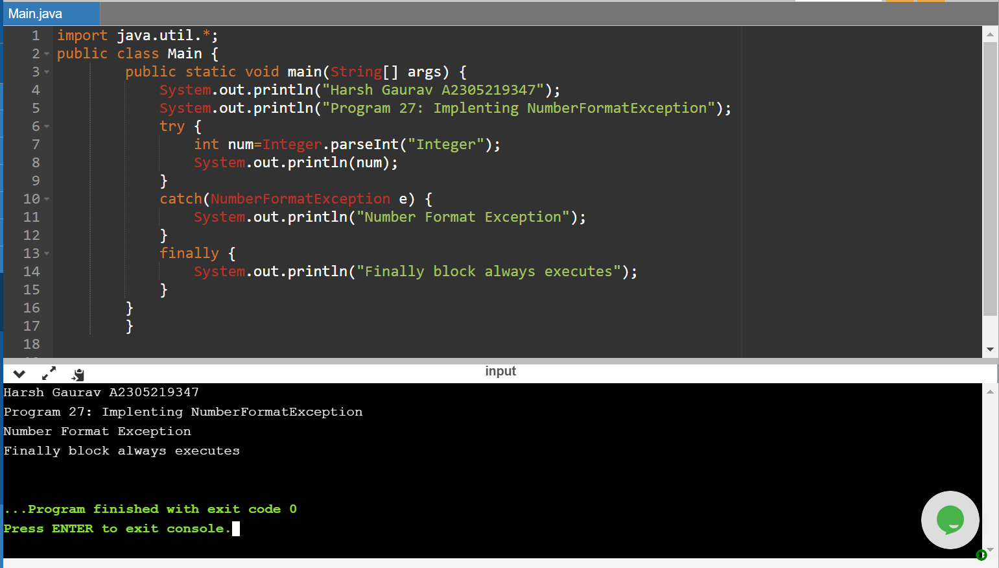 Main.java
1 import java.util.*;
2 public class Main {
3 public static void main(String[] args) {
4 System.out.println("Harsh Gaurav A2305219347");
5 System.out.println("Program 27: Implenting NumberFormatException");
6 try {
7 int num=Integer.parseInt("Integer");
8 System.out.println(num);
9 }
10 catch(NumberFormatException e) {
11 System.out.println("Number Format Exception");
12 }
13 finally {
14 System.out.println("Finally block always executes");
15 }
16 }
17 }
18
input
Harsh Gaurav A2305219347
Program 27: Implenting NumberFormatException
Number Format Exception
Finally block always executes
...Program finished with exit code 0
Press ENTER to exit console.